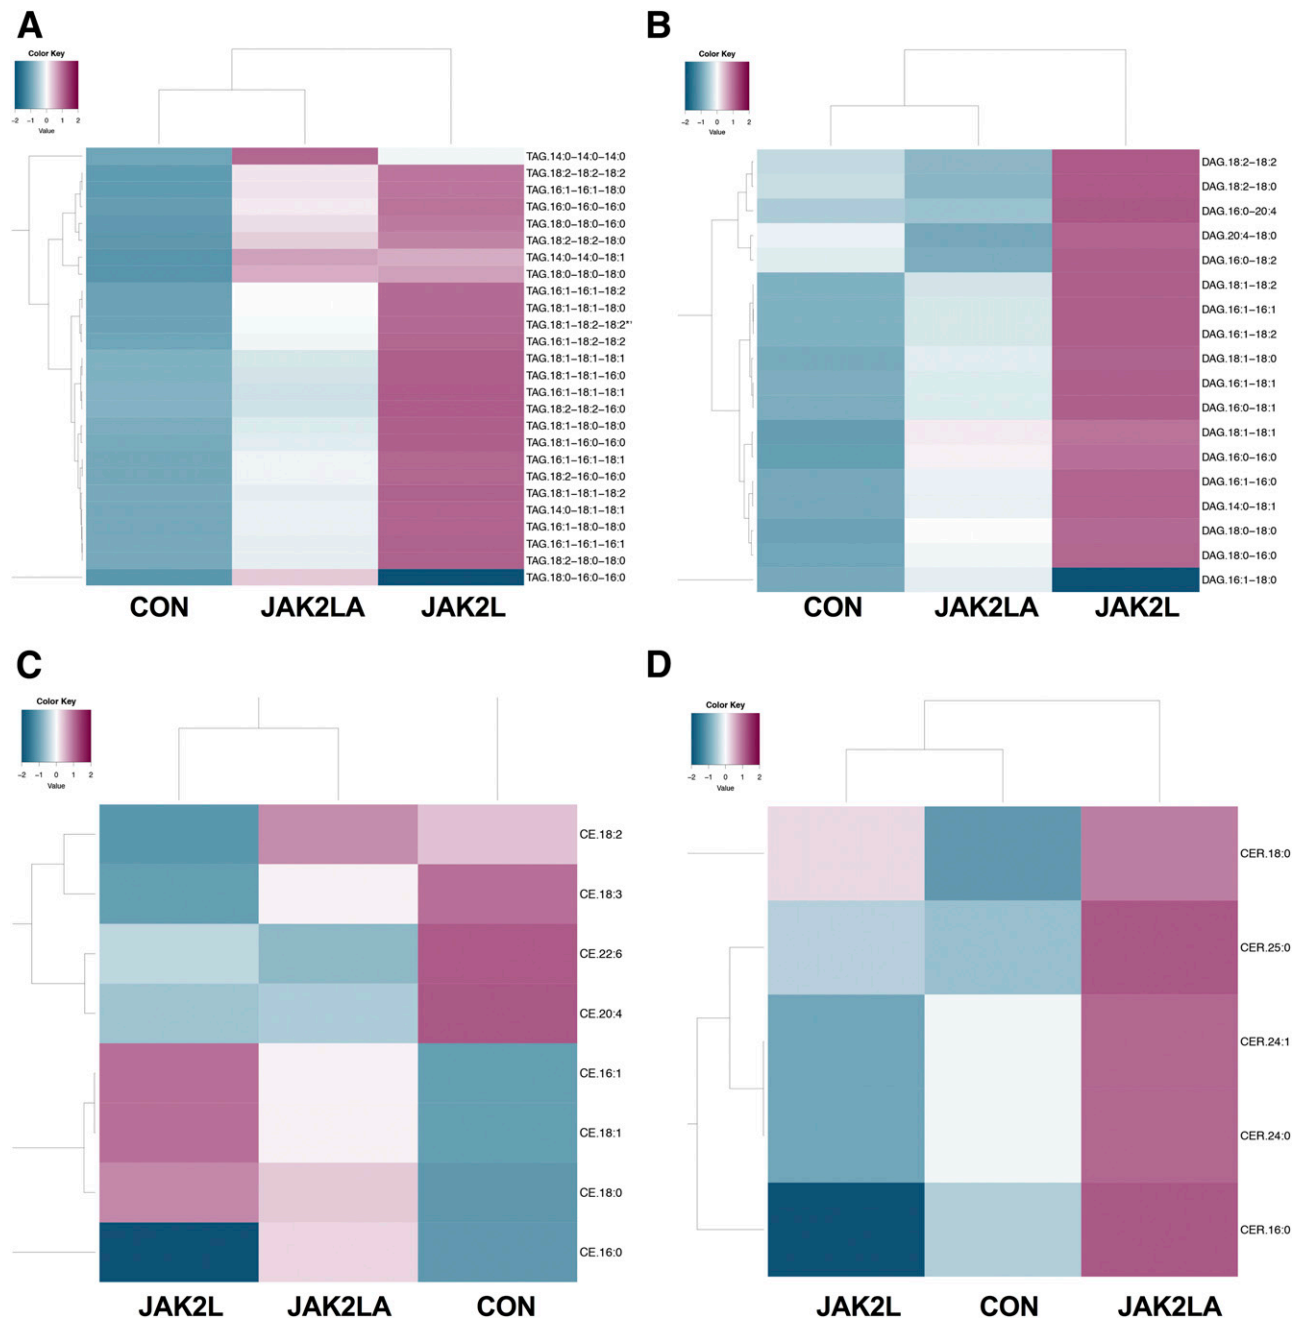 A
Color Key
−2 −1 0 1 2
Value
TAG.14:0−14:0−14:0
TAG.18:2−18:2−18:2
TAG.16:1−16:1−18:0
TAG.16:0−16:0−16:0
TAG.18:0−18:0−16:0
TAG.18:2−18:2−18:0
TAG.14:0−14:0−18:1
TAG.18:0−18:0−18:0
TAG.16:1−16:1−18:2
TAG.18:1−18:1−18:0
TAG.18:1−18:2−18:2*'
TAG.16:1−18:2−18:2
TAG.18:1−18:1−18:1
TAG.18:1−18:1−16:0
TAG.16:1−18:1−18:1
TAG.18:2−18:2−16:0
TAG.18:1−18:0−18:0
TAG.18:1−16:0−16:0
TAG.16:1−16:1−18:1
TAG.18:2−16:0−16:0
TAG.18:1−18:1−18:2
TAG.14:0−18:1−18:1
TAG.16:1−18:0−18:0
TAG.16:1−16:1−16:1
TAG.18:2−18:0−18:0
TAG.18:0−16:0−16:0
CON JAK2LA JAK2L
B
Color Key
−2 −1 0 1 2
Value
DAG.18:2−18:2
DAG.18:2−18:0
DAG.16:0−20:4
DAG.20:4−18:0
DAG.16:0−18:2
DAG.18:1−18:2
DAG.16:1−16:1
DAG.16:1−18:2
DAG.18:1−18:0
DAG.16:1−18:1
DAG.16:0−18:1
DAG.18:1−18:1
DAG.16:0−16:0
DAG.16:1−16:0
DAG.14:0−18:1
DAG.18:0−18:0
DAG.18:0−16:0
DAG.16:1−18:0
CON JAK2LA JAK2L
C
Color Key
−2 −1 0 1 2
Value
CE.18:2
CE.18:3
CE.22:6
CE.20:4
CE.16:1
CE.18:1
CE.18:0
CE.16:0
JAK2L JAK2LA CON
D
Color Key
−2 −1 0 1 2
Value
CER.18:0
CER.25:0
CER.24:1
CER.24:0
CER.16:0
JAK2L CON JAK2LA